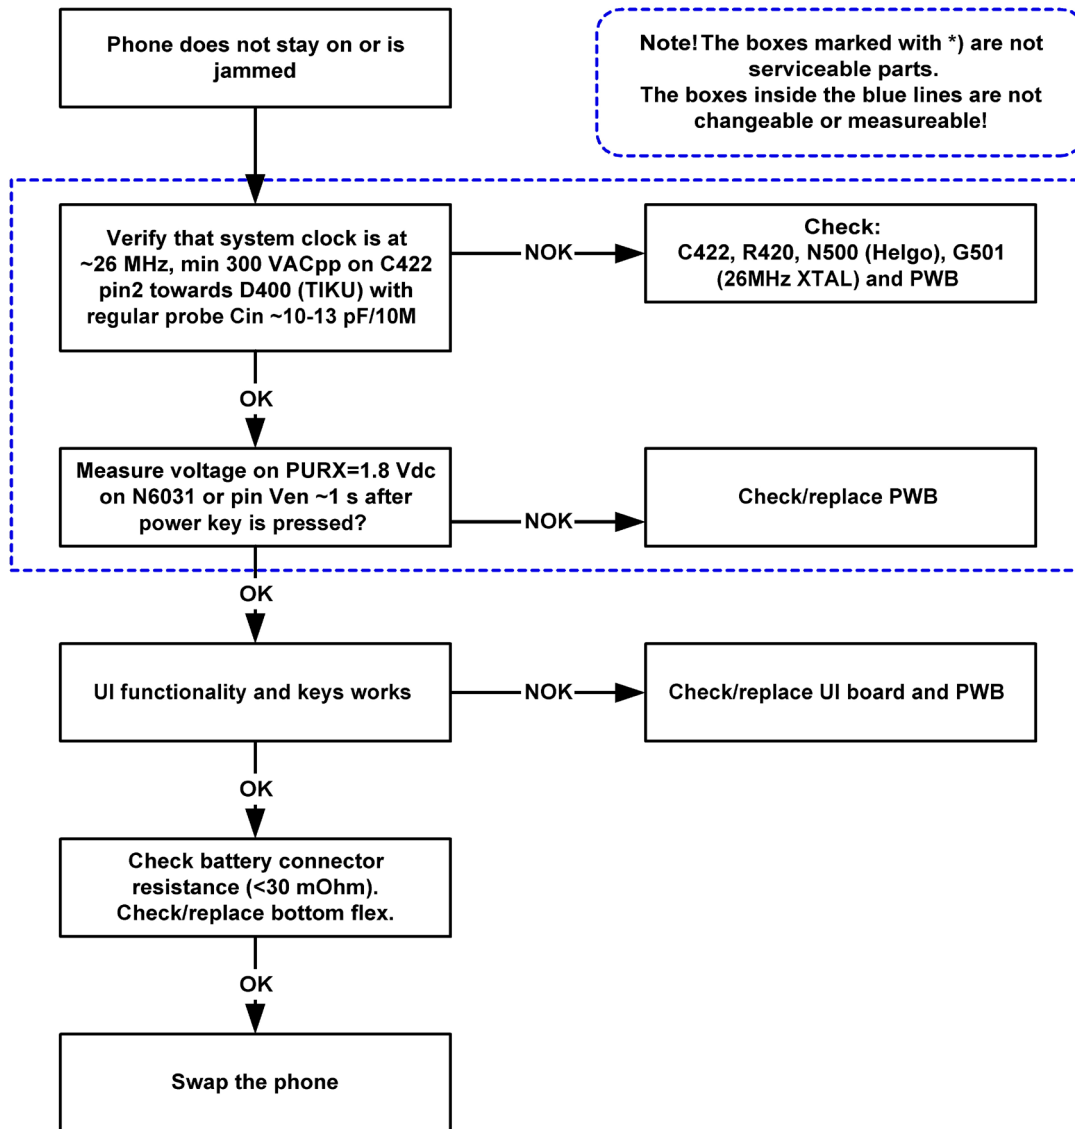 Phone does not stay on or is
jammed
Note! The boxes marked with *) are not
serviceable parts.
The boxes inside the blue lines are not
changeable or measureable!
Verify that system clock is at
~26 MHz, min 300 VACpp on C422
pin2 towards D400 (TIKU) with
regular probe Cin ~10-13 pF/10M
NOK
Check:
C422, R420, N500 (Helgo), G501
(26MHz XTAL) and PWB
OK
Measure voltage on PURX=1.8 Vdc
on N6031 or pin Ven ~1 s after
power key is pressed?
NOK
Check/replace PWB
OK
UI functionality and keys works
NOK
Check/replace UI board and PWB
OK
Check battery connector
resistance (<30 mOhm).
Check/replace bottom flex.
OK
Swap the phone